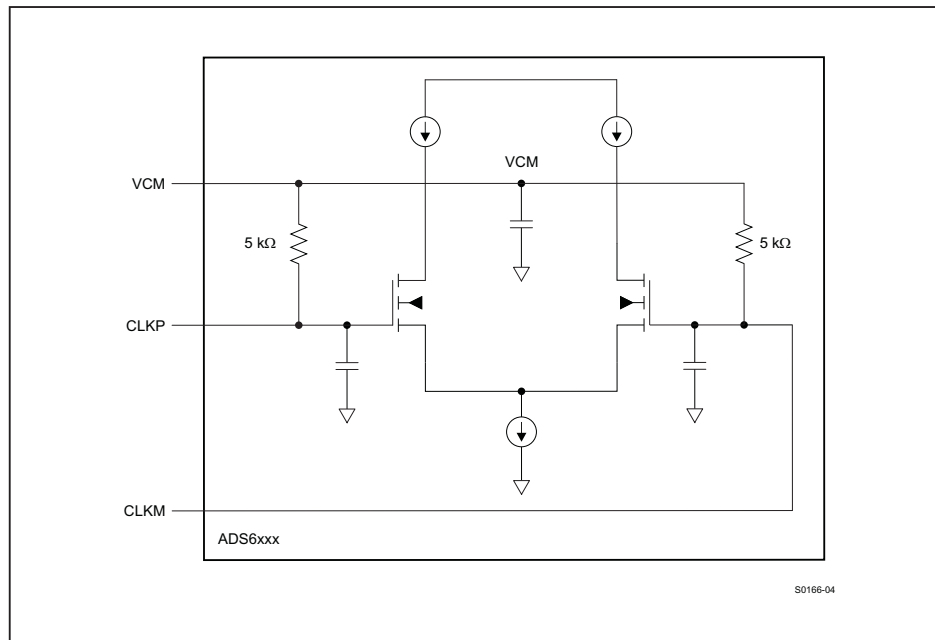 VCM
VCM
5 kΩ
5 kΩ
CLKP
CLKM
ADS6xxx
S0166-04